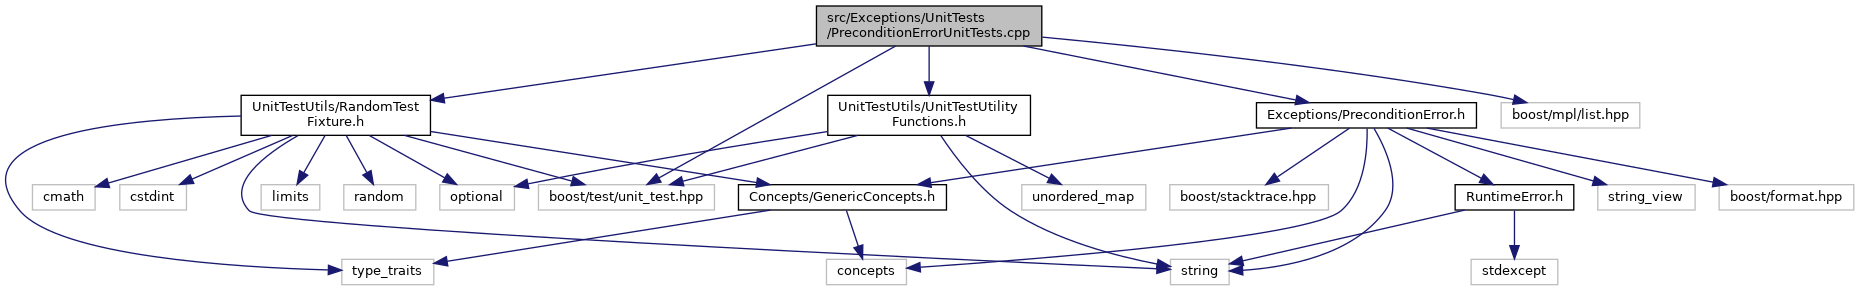 src/Exceptions/UnitTests
/PreconditionErrorUnitTests.cpp
UnitTestUtils/RandomTest
Fixture.h
UnitTestUtils/UnitTestUtility
Functions.h
Exceptions/PreconditionError.h
boost/mpl/list.hpp
cmath
cstdint
limits
random
optional
boost/test/unit_test.hpp
Concepts/GenericConcepts.h
unordered_map
boost/stacktrace.hpp
RuntimeError.h
string_view
boost/format.hpp
type_traits
concepts
string
stdexcept